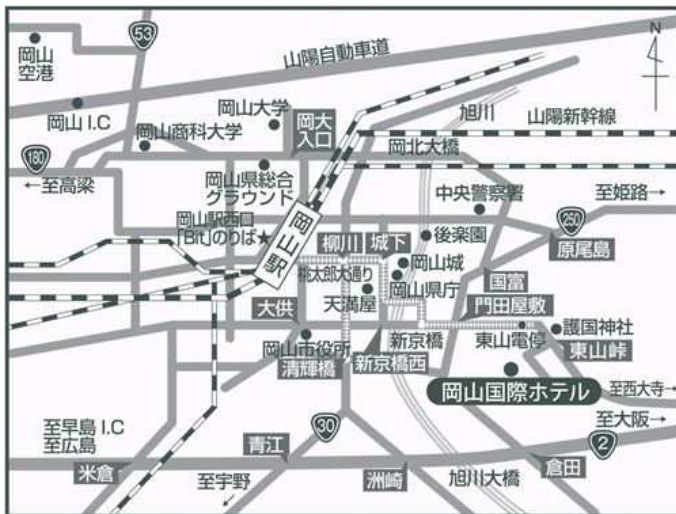 53
岡山
空港
山陽自動車道
N
岡山I.C
岡山大学
岡大
入口
旭川
山陽新幹線
岡山商科大学
岡北大橋
180
←至高梁
岡山県総合
グラウンド
中央警察署
至姫路→
250
岡山駅西口
「Bit」のりば★
岡山駅
柳川
城下
後楽園
原尾島
桃太郎大通り
岡山城
岡山県庁
国富
天満屋
大供
門田屋敷
岡山市役所
新京橋
東山電停
護国神社
清輝橋
新京橋西
東山峠
岡山国際ホテル
至西大寺→
至早島I.C
至広島
30
至大阪→
2
青江
米倉
至宇野
洲崎
旭川大橋
倉田